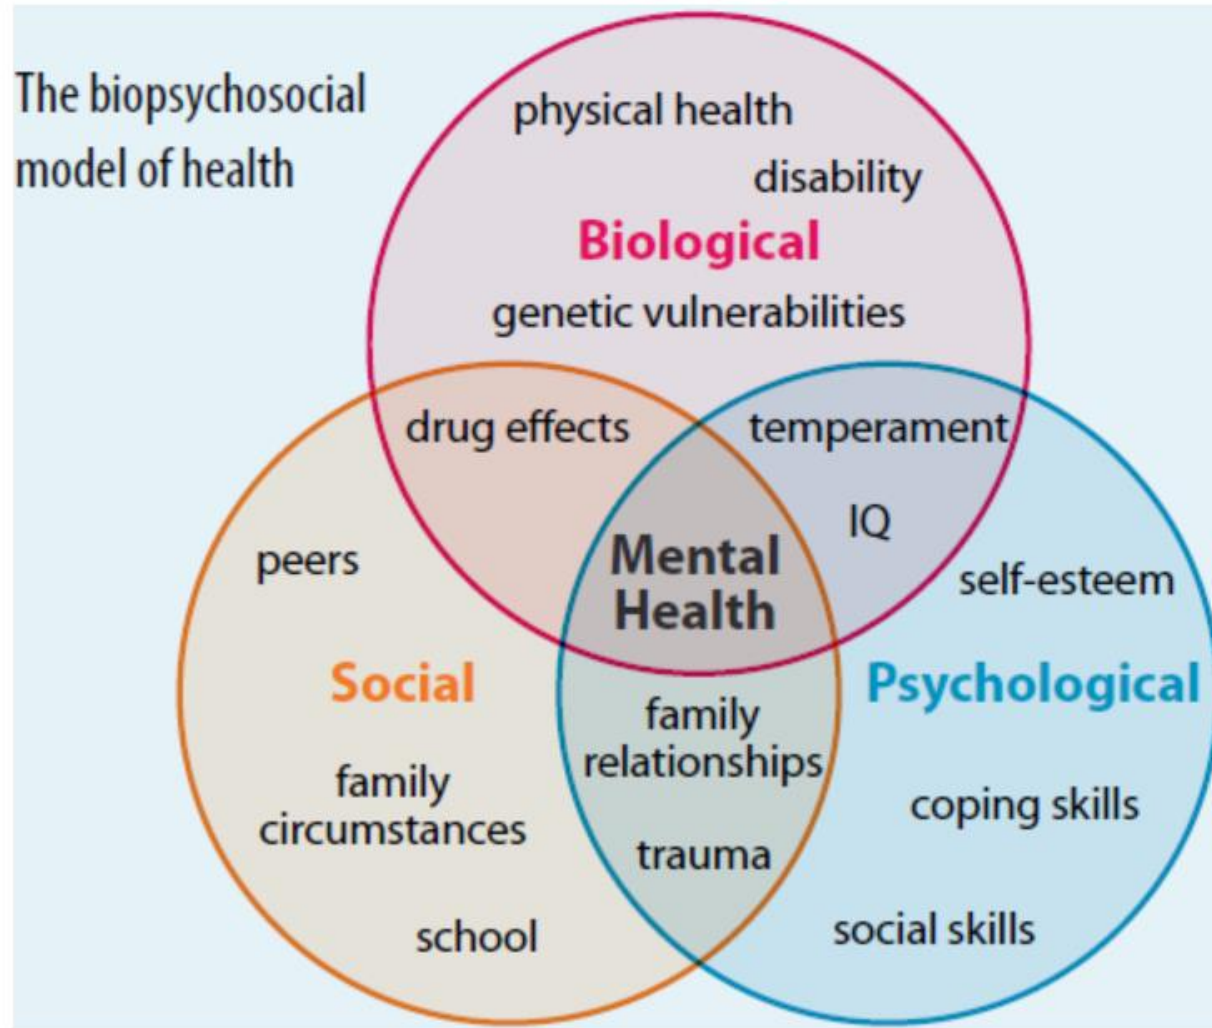 The biopsychosocial
model of health
physical health
disability
Biological
genetic vulnerabilities
drug effects
temperament
IQ
Mental
Health
peers
self-esteem
Social
Psychological
family
relationships
family
circumstances
coping skills
trauma
school
social skills